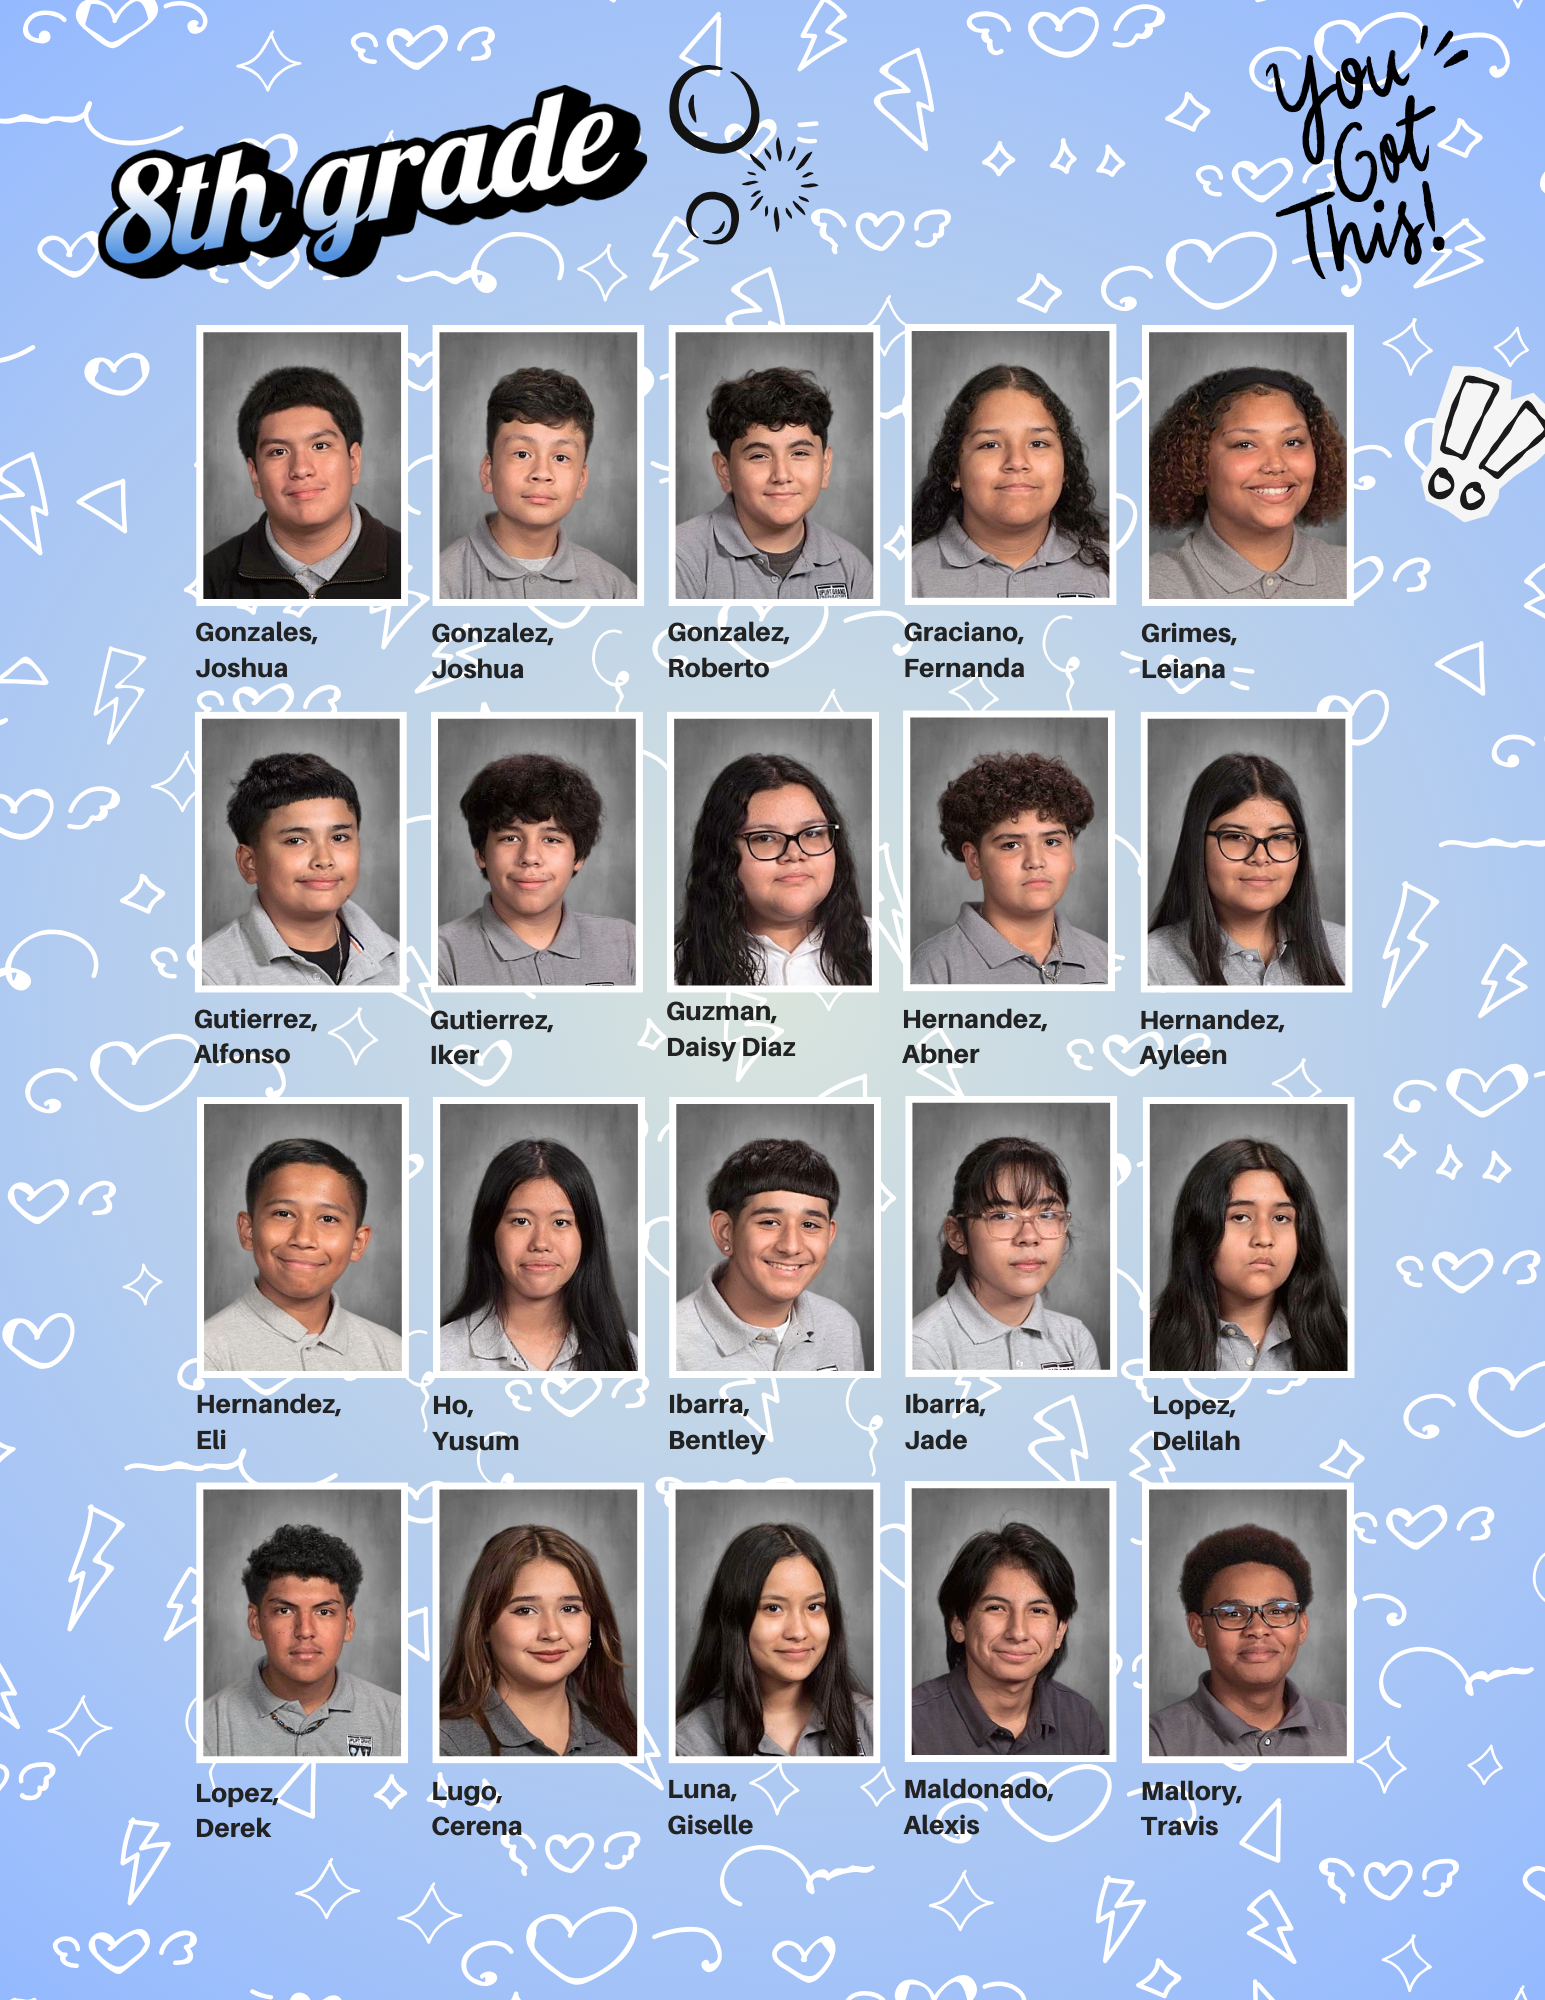 8th grade
You
Got
This!
Gonzales,
Joshua
Gonzalez,
Joshua
Gonzalez,
Roberto
Graciano,
Fernanda
Grimes,
Leiana
Gutierrez,
Alfonso
Gutierrez,
Iker
Guzman,
Daisy Diaz
Hernandez,
Abner
Hernandez,
Ayleen
Hernandez,
Eli
Ho,
Yusum
Ibarra,
Bentley
Ibarra,
Jade
Lopez,
Delilah
Lopez,
Derek
Lugo,
Cerena
Luna,
Giselle
Maldonado,
Alexis
Mallory,
Travis